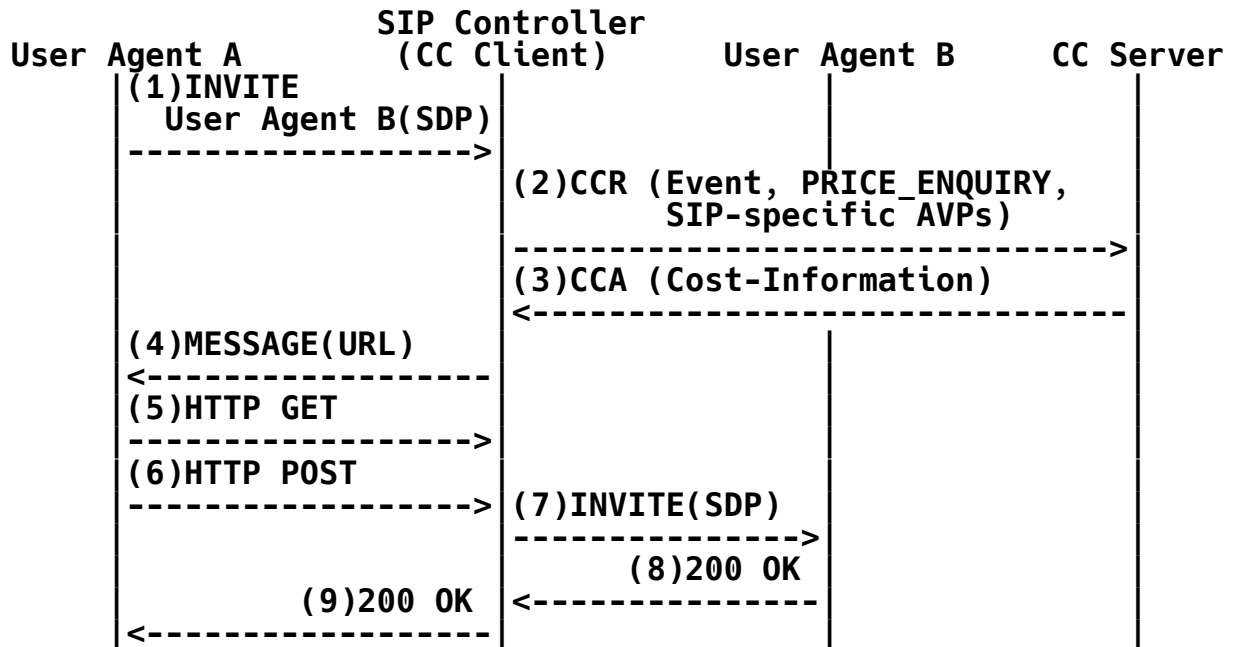 SIP Controller
User Agent A (CC Client) User Agent B CC Server
(1)INVITE
User Agent B(SDP)
------------------>
(2)CCR (Event, PRICE_ENQUIRY,
SIP-specific AVPs)
------------------------------->
(3)CCA (Cost-Information)
<-------------------------------
(4)MESSAGE(URL)
<------------------
(5)HTTP GET
------------------>
(6)HTTP POST
------------------> (7)INVITE(SDP)
--------------->
(8)200 OK
(9)200 OK <---------------
<------------------